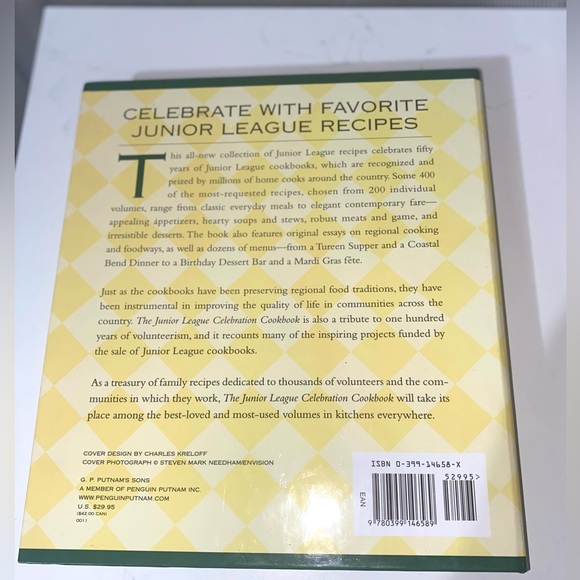 CELEBRATE WITH FAVORITE
JUNIOR LEAGUE RECIPES
This all-new collection of Junior League recipes celebrates fifty
years of Junior League cookbooks, which are recognized and
prized by millions of home cooks around the country. Some 400
of the most-requested recipes, chosen from 200 individual
volumes, range from classic everyday meals to elegant contemporary fare—
appealing appetizers, hearty soups and stews, robust meats and game, and
irresistible desserts. The book also features original essays on regional cooking
and foodways, as well as dozens of menus—from a Tureen Supper and a Coastal
Bend Dinner to a Birthday Dessert Bar and a Mardi Gras fête.
Just as the cookbooks have been preserving regional food traditions, they have
been instrumental in improving the quality of life in communities across the
country. The Junior League Celebration Cookbook is also a tribute to one hundred
years of volunteerism, and it recounts many of the inspiring projects funded by
the sale of Junior League cookbooks.
As a treasury of family recipes dedicated to thousands of volunteers and the com-
munities in which they work, The Junior League Celebration Cookbook will take its
place among the best-loved and most-used volumes in kitchens everywhere.
COVER DESIGN BY CHARLES KRELOFF
COVER PHOTOGRAPH © STEVEN MARK NEEDHAM/ENVISION
G. P. PUTNAM'S SONS
A MEMBER OF PENGUIN PUTNAM INC.
WWW.PENGUINPUTNAM.COM
U.S. $29.95
($42.00 CAN)
0011
ISBN 0-399-14658-X
52995>
EAN
9 780399 146589